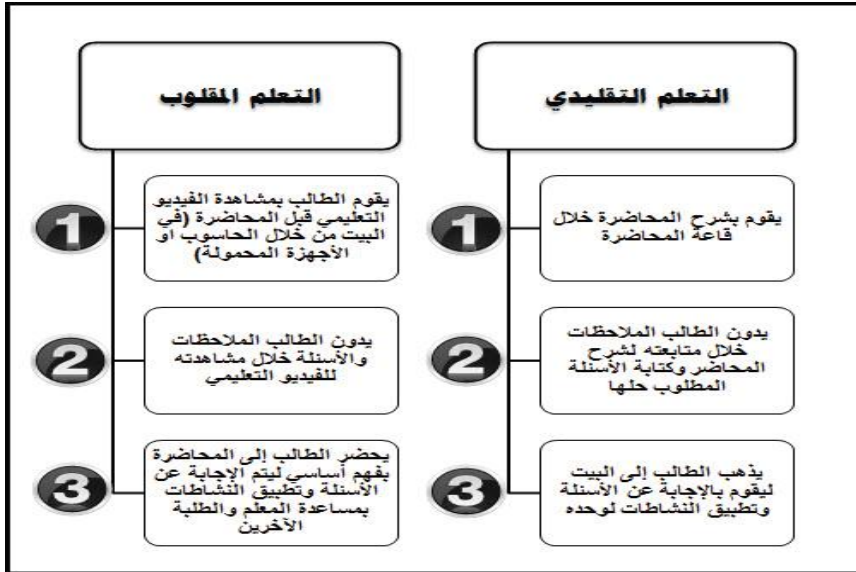 التعلم التقليدي
1
يقوم بشرح المحاضرة خلال
قاعة المحاضرة
2
يدون الطالب الملاحظات
خلال متابعته لشرح
المحاضر وكتابة الأسئلة
المطلوب حلها
3
يذهب الطالب إلى البيت
ليقوم بالإجابة عن الأسئلة
وتطبيق النشاطات لوحده
التعلم المقلوب
1
يقوم الطالب بمشاهدة الفيديو
التعليمي قبل المحاضرة (في
البيت من خلال الحاسوب او
الأجهزة المحمولة)
2
يدون الطالب الملاحظات
والأسئلة خلال مشاهدته
للفيديو التعليمي
3
يحضر الطالب إلى المحاضرة
بفهم أساسي ليتم الإجابة عن
الأسئلة وتطبيق النشاطات
بمساعدة المعلم والطلبة
الآخرين